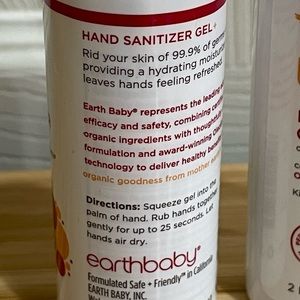 HAND SANITIZER GEL+
Rid your skin of 99.9% of
providing a hydrating
leaves hands feeling refreshed
Earth Baby® represents the leading
efficacy and safety, combining
organic ingredients with
formulation and award-winning
technology to deliver healthy
organic goodness from mother
Directions: Squeeze gel into the
palm of hand. Rub hands together
gently for up to 25 seconds. Let
hands air dry.
earthbaby®
Formulated Safe + Friendly™ in California
EARTH BABY, INC.
2